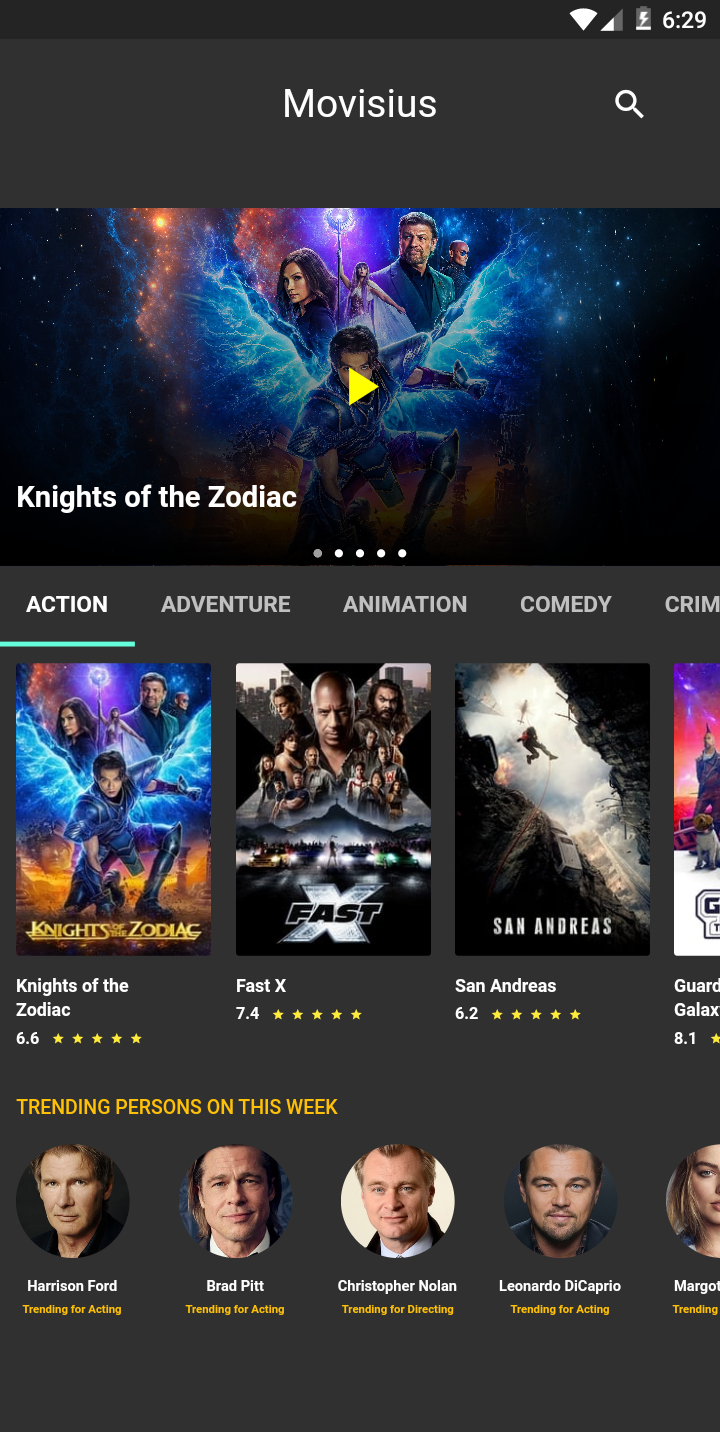 6:29
Movisius
Knights of the Zodiac
ACTION ADVENTURE ANIMATION COMEDY CRIM
KNIGHTS OF THE ZODIAC
FAST X
SAN ANDREAS
G
Knights of the Zodiac
Fast X
San Andreas
Guard
Galax
6.6
7.4
6.2
8.1
TRENDING PERSONS ON THIS WEEK
Harrison Ford Brad Pitt Christopher Nolan Leonardo DiCaprio Margot
Trending for Acting Trending for Acting Trending for Directing Trending for Acting Trending